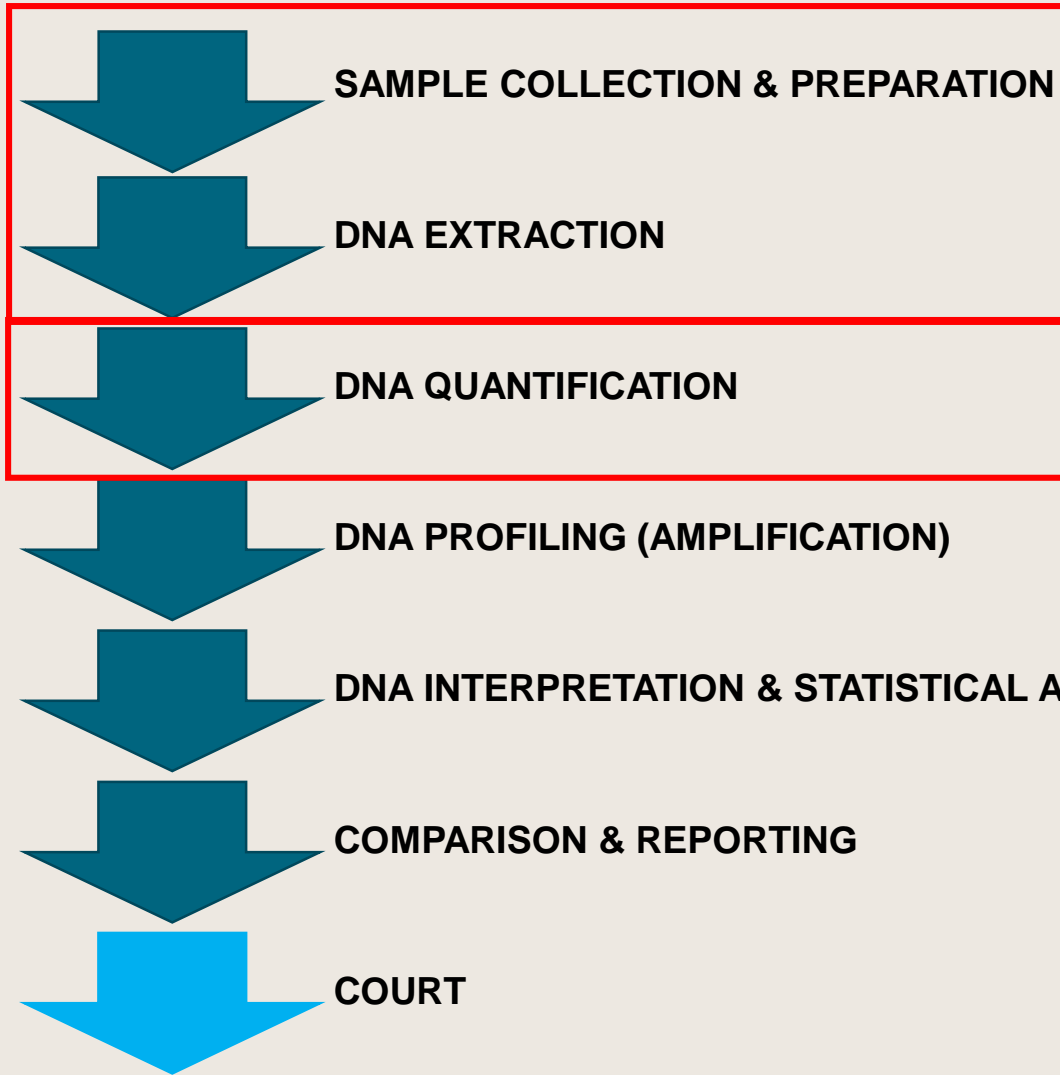 SAMPLE COLLECTION & PREPARATION
DNA EXTRACTION
DNA QUANTIFICATION
DNA PROFILING (AMPLIFICATION)
DNA INTERPRETATION & STATISTICAL A
COMPARISON & REPORTING
COURT